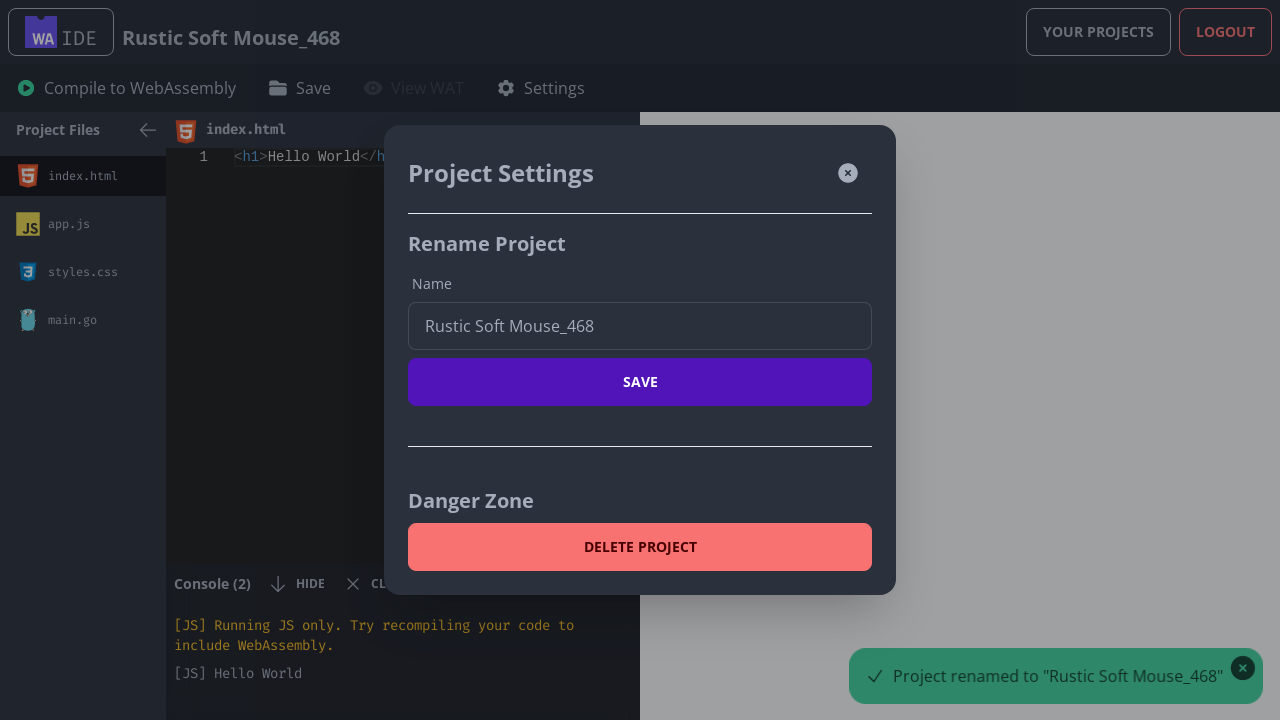 WA IDE
Rustic Soft Mouse_468
YOUR PROJECTS
LOGOUT
Compile to WebAssembly
Save
View WAT
Settings
Project Files
index.html
app.js
styles.css
main.go
index.html
1
<h1>Hello World</h
Project Settings
Rename Project
Name
Rustic Soft Mouse_468
SAVE
Danger Zone
DELETE PROJECT
Console (2)
HIDE
CL
[JS] Running JS only. Try recompiling your code to
include WebAssembly.
[JS] Hello World
Project renamed to "Rustic Soft Mouse_468"